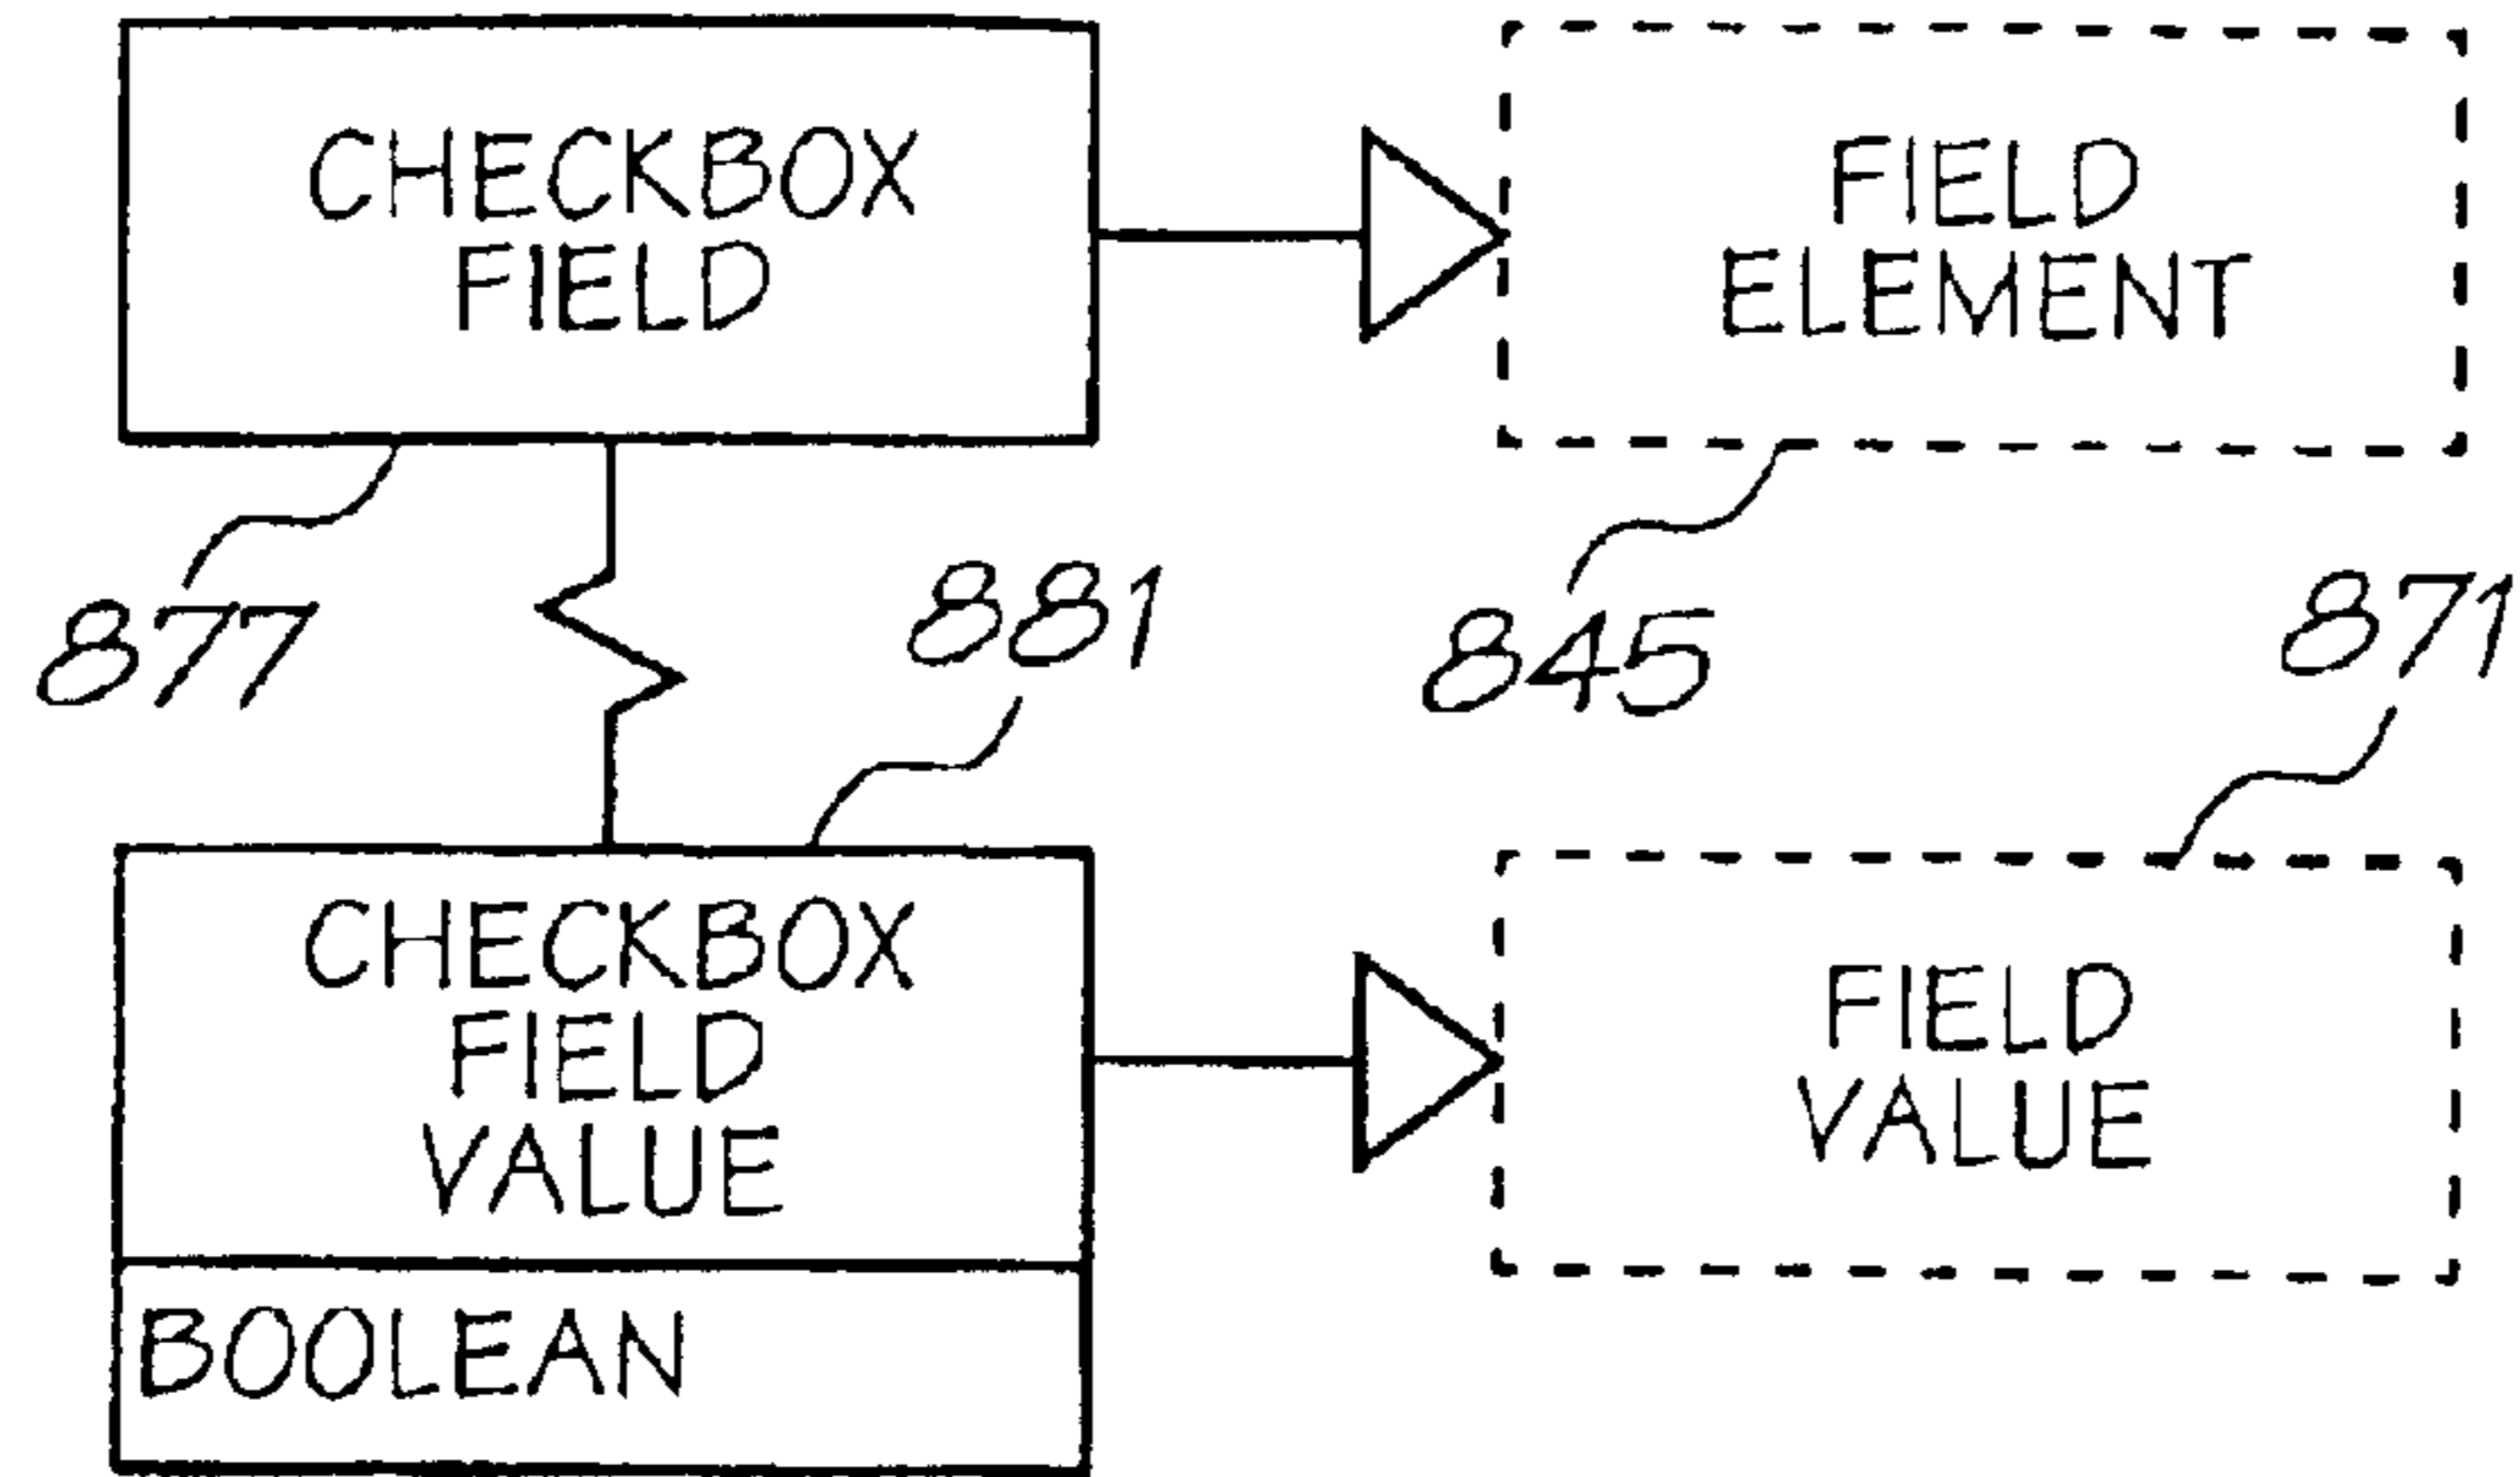 CHECKBOX
FIELD
FIELD
ELEMENT
877
881
845
871
CHECKBOX
FIELD
VALUE
FIELD
VALUE
BOOLEAN